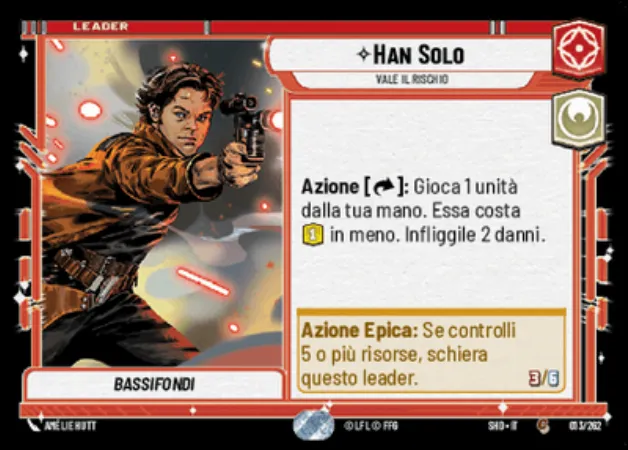 LEADER
HAN SOLO
VALE IL RISCHIO
Azione [ ]: Gioca 1 unità
dalla tua mano. Essa costa
1 in meno. Infliggile 2 danni.
Azione Epica: Se controlli
5 o più risorse, schiera
questo leader.
3/6
BASSIFONDI
AMÉLIE HUTT
© LFL © FFG
SHD • IT
013/262